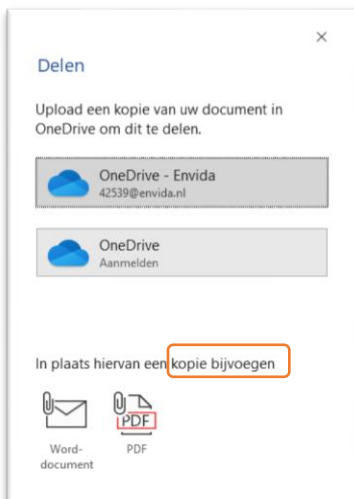 Delen
Upload een kopie van uw document in
OneDrive om dit te delen.
OneDrive - Envida
42539@envida.nl
OneDrive
Aanmelden
In plaats hiervan een kopie bijvoegen
PDF
Word-
document
PDF